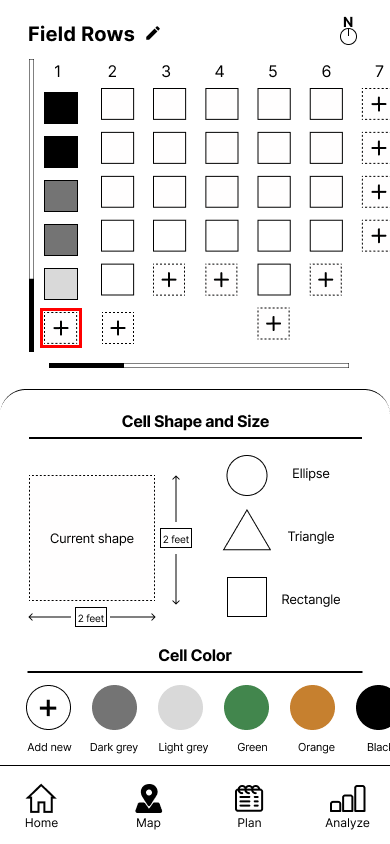 Field Rows
N
1 2 3 4 5 6 7
Cell Shape and Size
Ellipse
Current shape
2 feet
Triangle
Rectangle
2 feet
Cell Color
Add new Dark grey Light grey Green Orange Black
Home Map Plan Analyze